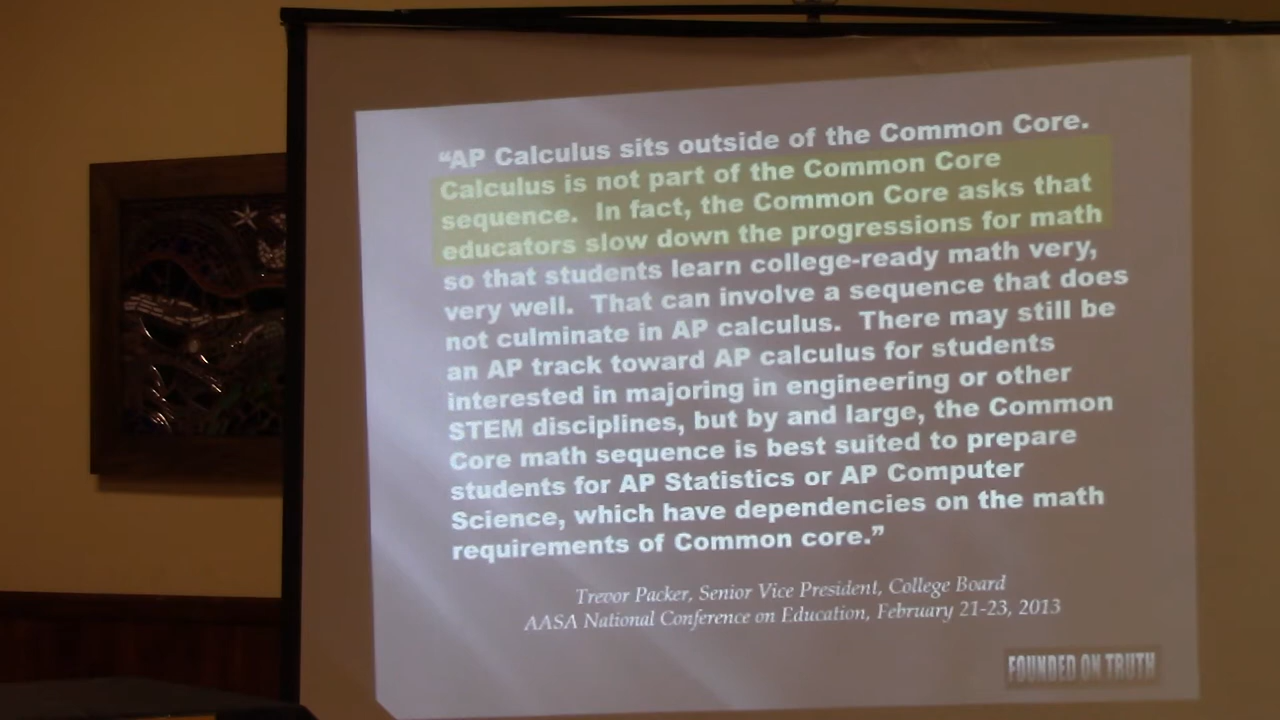 “AP Calculus sits outside of the Common Core.
Calculus is not part of the Common Core
sequence. In fact, the Common Core asks that
educators slow down the progressions for math
so that students learn college-ready math very,
very well. That can involve a sequence that does
not culminate in AP calculus. There may still be
an AP track toward AP calculus for students
interested in majoring in engineering or other
STEM disciplines, but by and large, the Common
Core math sequence is best suited to prepare
students for AP Statistics or AP Computer
Science, which have dependencies on the math
requirements of Common core.”
Trevor Packer, Senior Vice President, College Board
AASA National Conference on Education, February 21-23, 2013
FOUNDED ON TRUTH